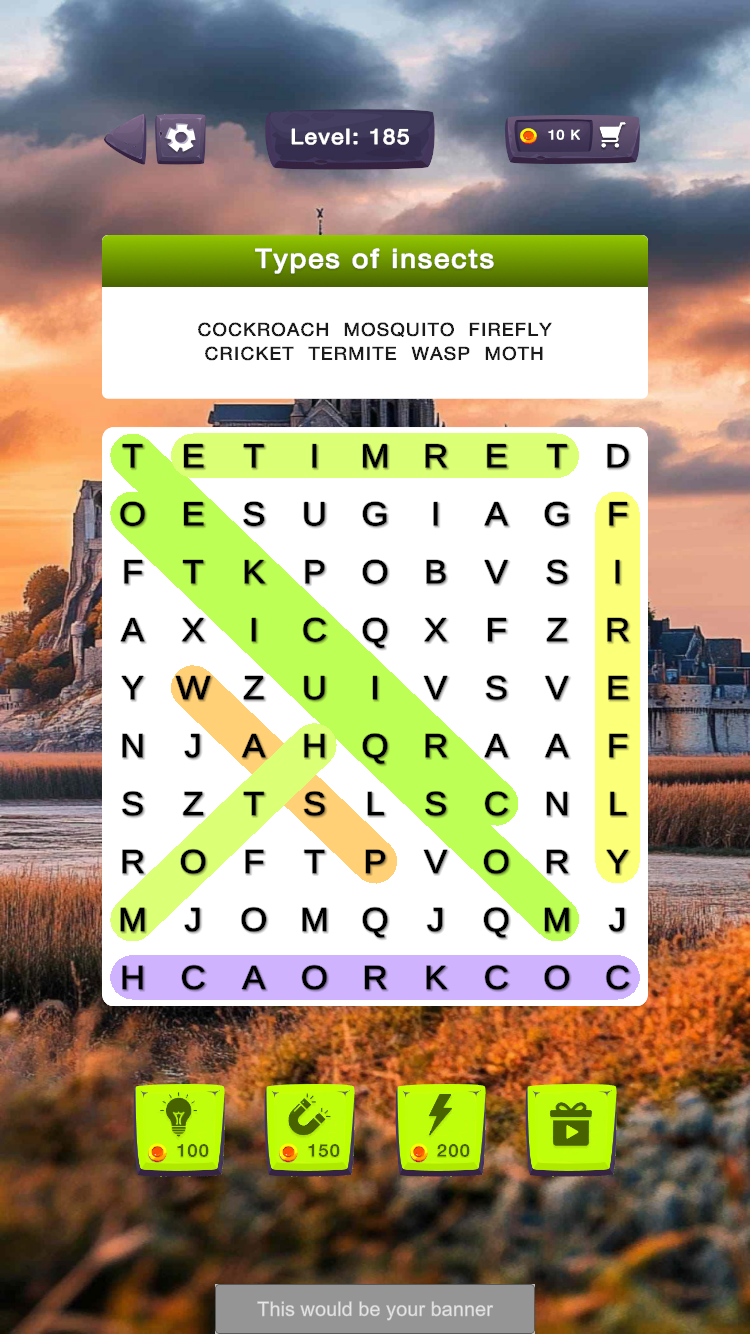 Level: 185
10 K
Types of insects
COCKROACH MOSQUITO FIREFLY
CRICKET TERMITE WASP MOTH
T E T I M R E T D
O E S U G I A G F
F T K P O B V S I
A X I C Q X F Z R
Y W Z U I V S V E
N J A H Q R A A F
S Z T S L S C N L
R O F T P V O R Y
M J O M Q J Q M J
H C A O R K C O C
100 150 200
This would be your banner